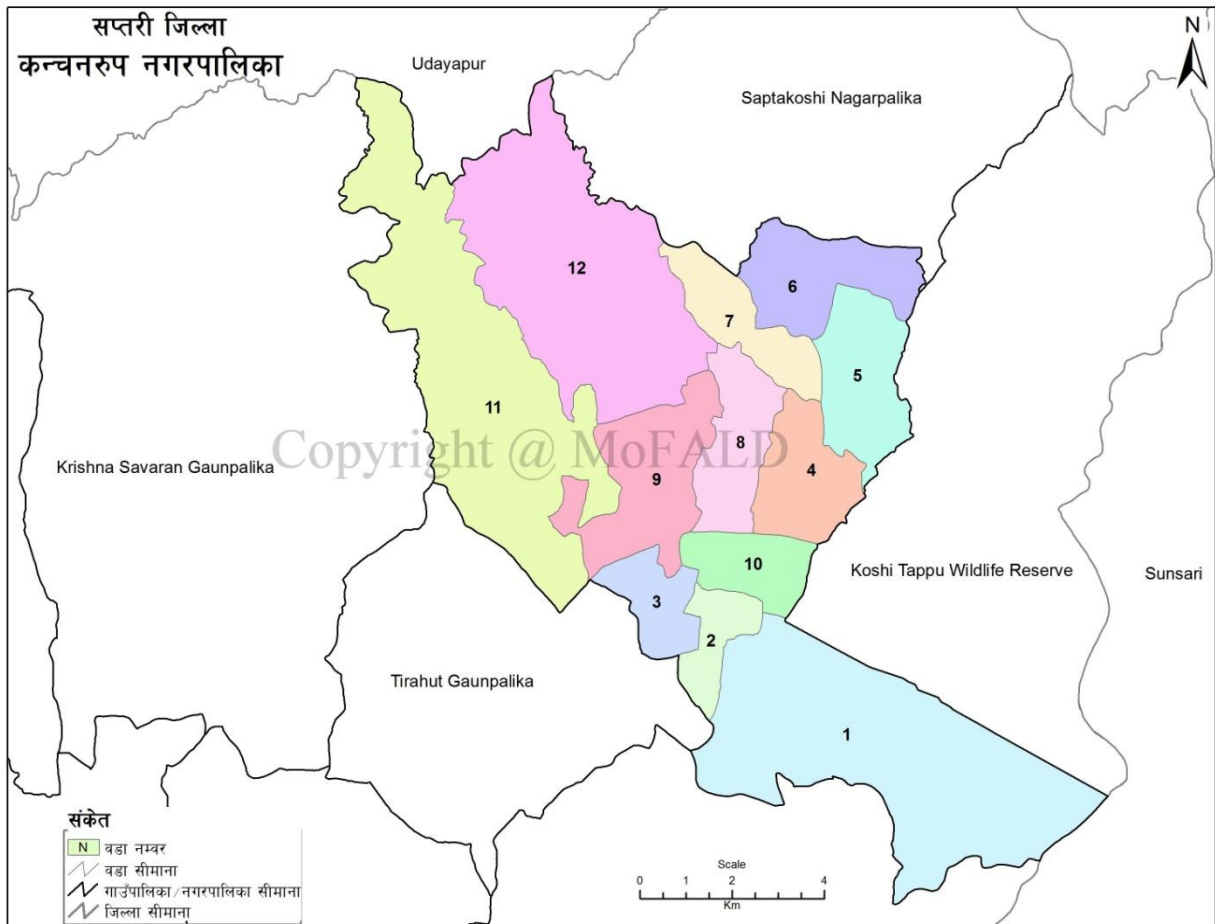 सप्तरी जिल्ला
कन्चनरुप नगरपालिका
N
Udayapur
Saptakoshi Nagarpalika
6
12
7
5
11
8
Copyright @ MoFALD
Krishna Savaran Gaunpalika
9
4
10
Koshi Tappu Wildlife Reserve
Sunsari
3
2
Tirahut Gaunpalika
1
संकेत
N वडा नम्वर
वडा सीमाना
गाउँपालिका/नगरपालिका सीमाना
जिल्ला सीमाना
Scale
0 1 2 4
Km